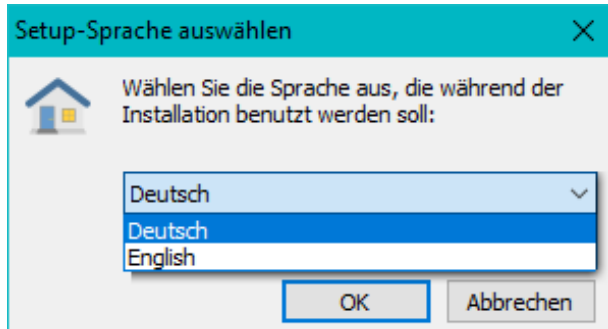 Setup-Sprache auswählen
Wählen Sie die Sprache aus, die während der
Installation benutzt werden soll:
Deutsch
Deutsch
English
OK Abbrechen